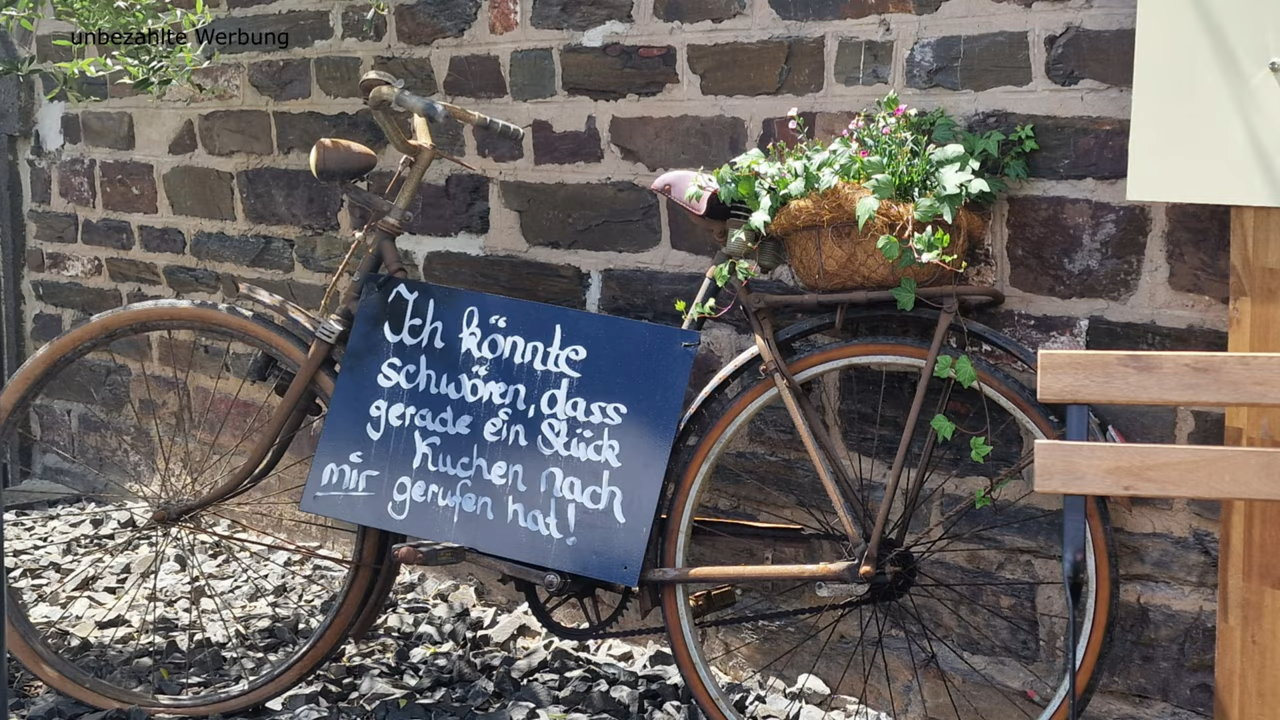 unbezahlte Werbung
Ich könnte
schwören, dass
gerade ein Stück
Kuchen nach
mir gerufen hat!